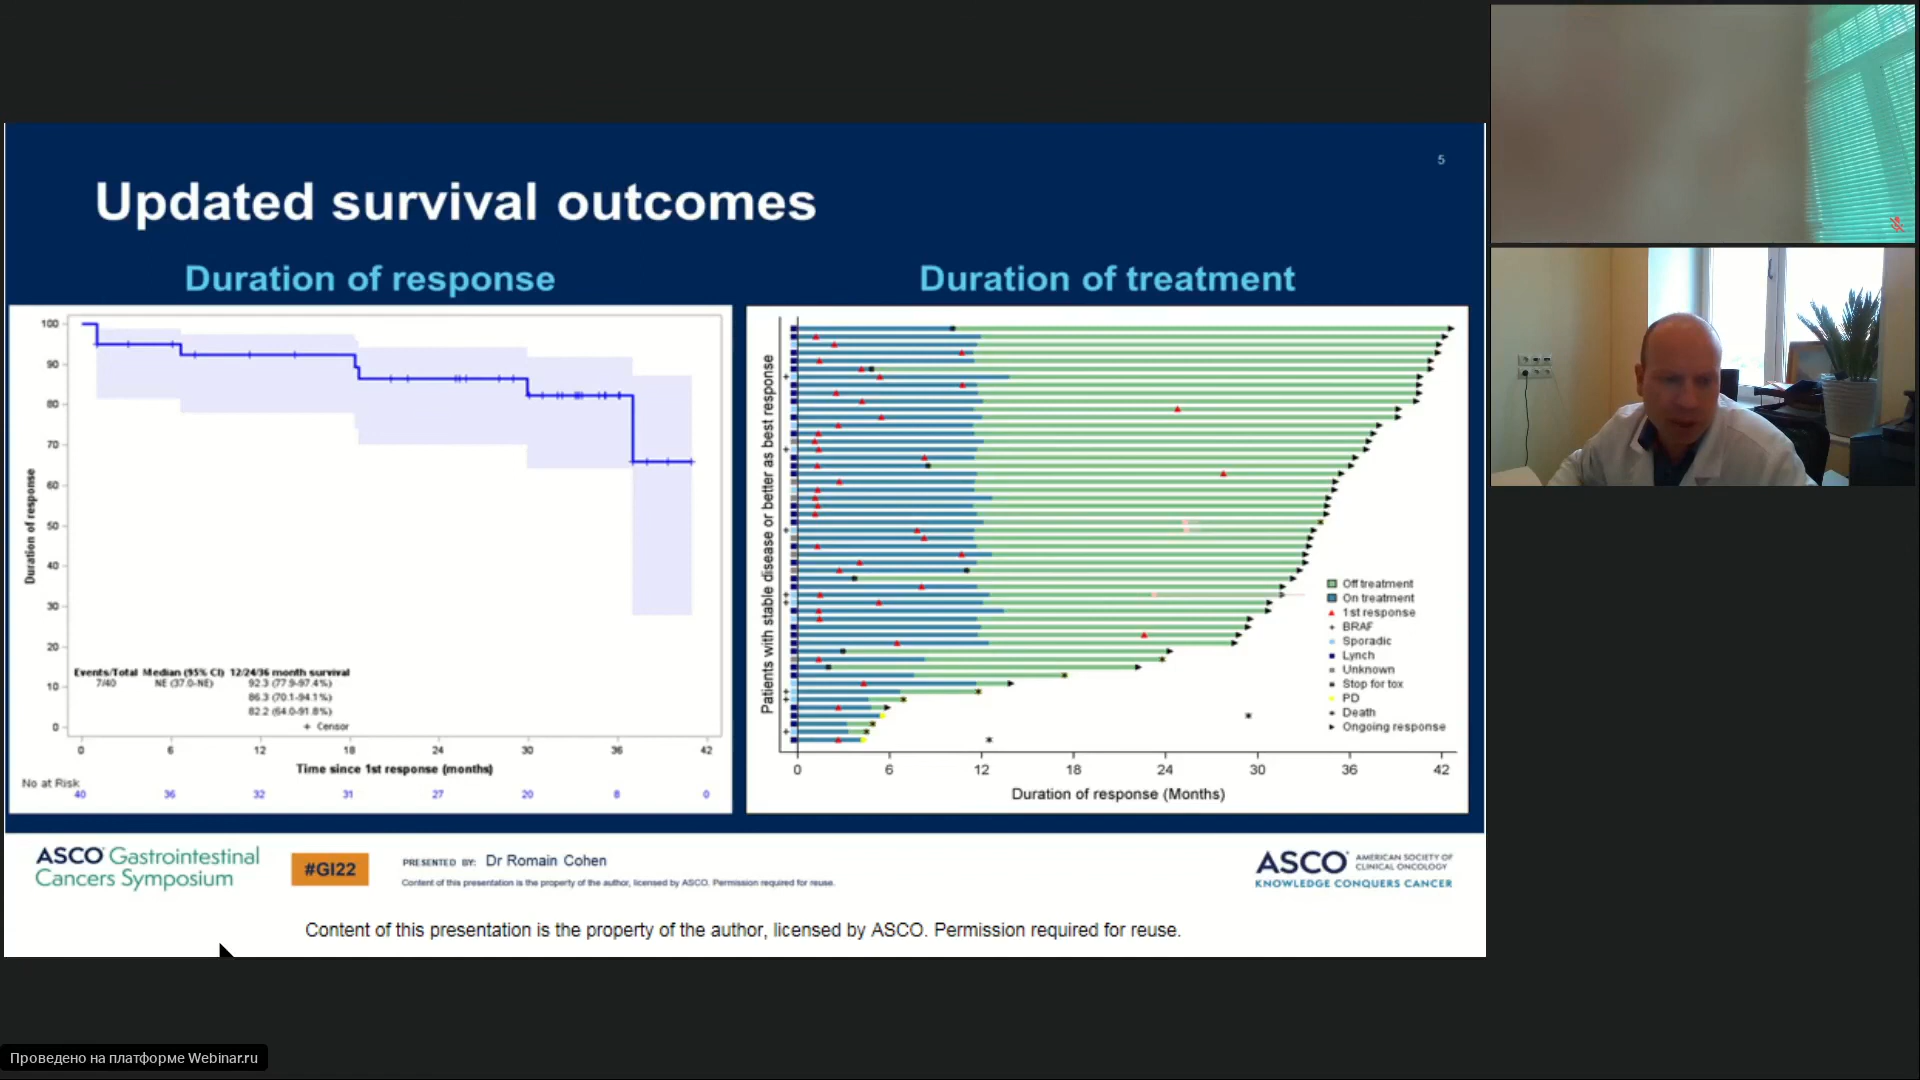 5
Updated survival outcomes
Duration of response
Duration of treatment
Duration of response
100
90
80
70
60
50
40
30
20
10
0
Events/Total Median (95% CI) 12/24/36 month survival
7/40 NE (37.0-NE) 92.3 (77.9-97.4%)
86.3 (70.1-94.1%)
82.2 (64.0-91.8%)
+ Censor
0 6 12 18 24 30 36 42
Time since 1st response (months)
No at Risk
40 36 32 31 27 20 8 0
Patients with stable disease or better as best response
Off treatment
On treatment
1st response
BRAF
Sporadic
Lynch
Unknown
Stop for tox
PD
Death
Ongoing response
0 6 12 18 24 30 36 42
Duration of response (Months)
ASCO Gastrointestinal
Cancers Symposium
#GI22
PRESENTED BY: Dr Romain Cohen
Content of this presentation is the property of the author, licensed by ASCO. Permission required for reuse.
ASCO AMERICAN SOCIETY OF
CLINICAL ONCOLOGY
KNOWLEDGE CONQUERS CANCER
Content of this presentation is the property of the author, licensed by ASCO. Permission required for reuse.
Проведено на платформе Webinar.ru